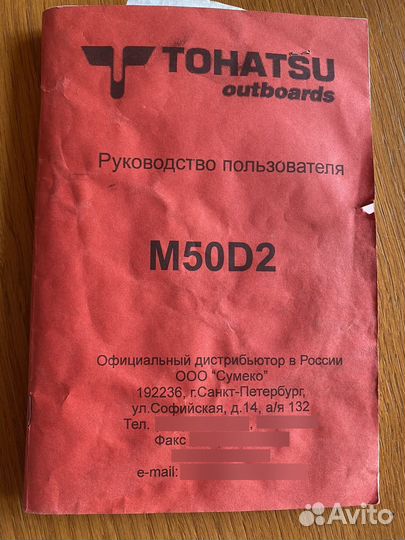 TOHATSU
outboards
Руководство пользователя
M50D2
Официальный дистрибьютор в России
ООО "Сумеко"
192236, г.Санкт-Петербург,
ул.Софийская, д.14, а/я 132
Тел.
Факс
e-mail:
Avito